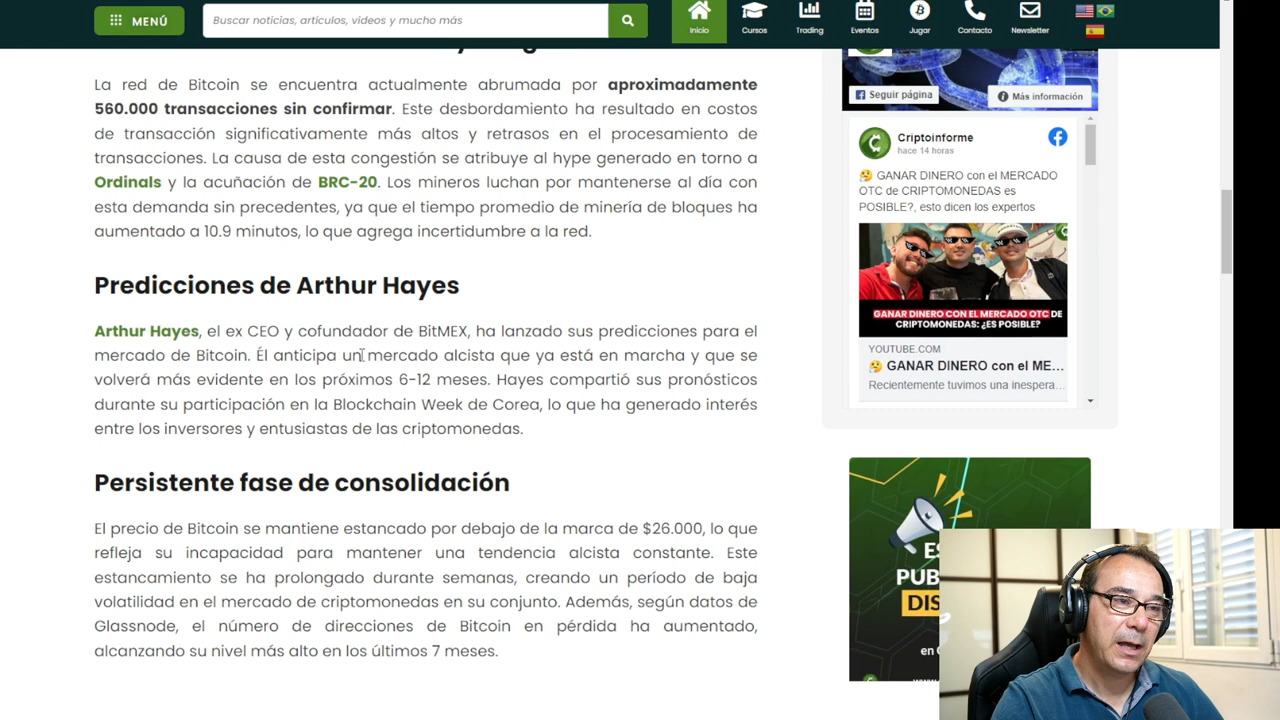 MENÚ
Buscar noticias, artículos, videos y mucho más
Inicio
Cursos
Trading
Eventos
Jugar
Contacto
Newsletter
La red de Bitcoin se encuentra actualmente abrumada por aproximadamente
560.000 transacciones sin confirmar. Este desbordamiento ha resultado en costos
de transacción significativamente más altos y retrasos en el procesamiento de
transacciones. La causa de esta congestión se atribuye al hype generado en torno a
Ordinals y la acuñación de BRC-20. Los mineros luchan por mantenerse al día con
esta demanda sin precedentes, ya que el tiempo promedio de minería de bloques ha
aumentado a 10.9 minutos, lo que agrega incertidumbre a la red.
Predicciones de Arthur Hayes
Arthur Hayes, el ex CEO y cofundador de BitMEX, ha lanzado sus predicciones para el
mercado de Bitcoin. Él anticipa un mercado alcista que ya está en marcha y que se
volverá más evidente en los próximos 6-12 meses. Hayes compartió sus pronósticos
durante su participación en la Blockchain Week de Corea, lo que ha generado interés
entre los inversores y entusiastas de las criptomonedas.
Persistente fase de consolidación
El precio de Bitcoin se mantiene estancado por debajo de la marca de $26.000, lo que
refleja su incapacidad para mantener una tendencia alcista constante. Este
estancamiento se ha prolongado durante semanas, creando un período de baja
volatilidad en el mercado de criptomonedas en su conjunto. Además, según datos de
Glassnode, el número de direcciones de Bitcoin en pérdida ha aumentado,
alcanzando su nivel más alto en los últimos 7 meses.
Seguir página
Más información
Criptoinforme
hace 14 horas
🤔 GANAR DINERO con el MERCADO
OTC de CRIPTOMONEDAS es
POSIBLE?, esto dicen los expertos
GANAR DINERO CON EL MERCADO OTC DE
CRIPTOMONEDAS: ¿ES POSIBLE?
YOUTUBE.COM
🤔 GANAR DINERO con el ME...
Recientemente tuvimos una inespera...
ES
PUB
DIS
en C